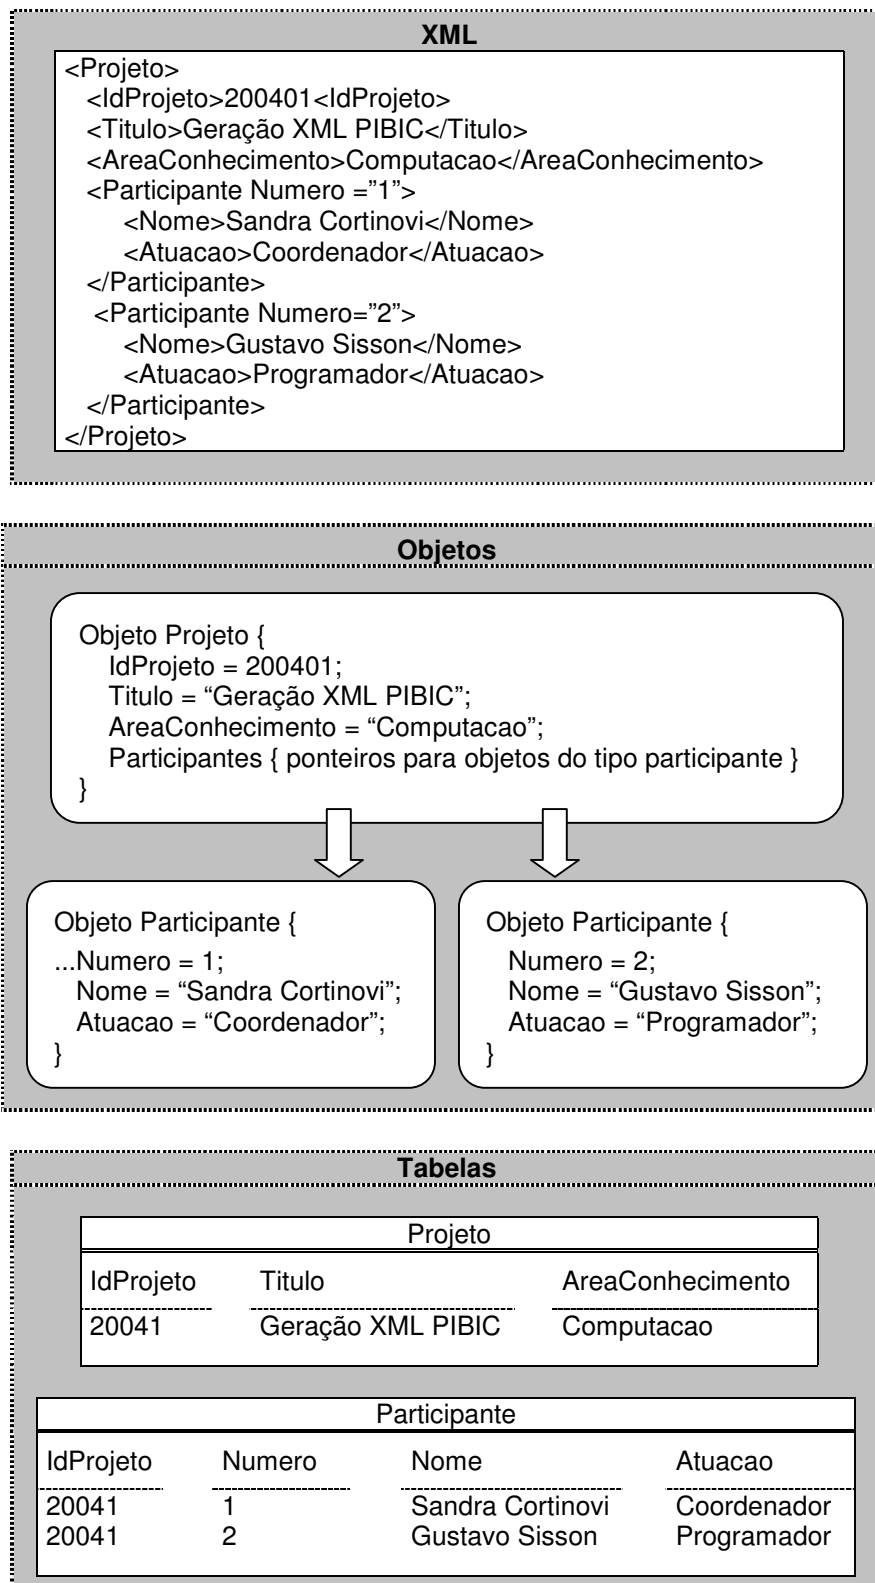 XML
<Projeto>
<IdProjeto>200401<IdProjeto>
<Titulo>Geração XML PIBIC</Titulo>
<AreaConhecimento>Computacao</AreaConhecimento>
<Participante Numero =”1”>
<Nome>Sandra Cortinovi</Nome>
<Atuacao>Coordenador</Atuacao>
</Participante>
<Participante Numero=”2”>
<Nome>Gustavo Sisson</Nome>
<Atuacao>Programador</Atuacao>
</Participante>
</Projeto>
Objetos
Objeto Projeto {
IdProjeto = 200401;
Titulo = “Geração XML PIBIC”;
AreaConhecimento = “Computacao”;
Participantes { ponteiros para objetos do tipo participante }
}
Objeto Participante {
...Numero = 1;
Nome = “Sandra Cortinovi”;
Atuacao = “Coordenador”;
}
Objeto Participante {
Numero = 2;
Nome = “Gustavo Sisson”;
Atuacao = “Programador”;
}
Tabelas
Projeto
IdProjeto Titulo AreaConhecimento
20041 Geração XML PIBIC Computacao
Participante
IdProjeto Numero Nome Atuacao
20041 1 Sandra Cortinovi Coordenador
20041 2 Gustavo Sisson Programador